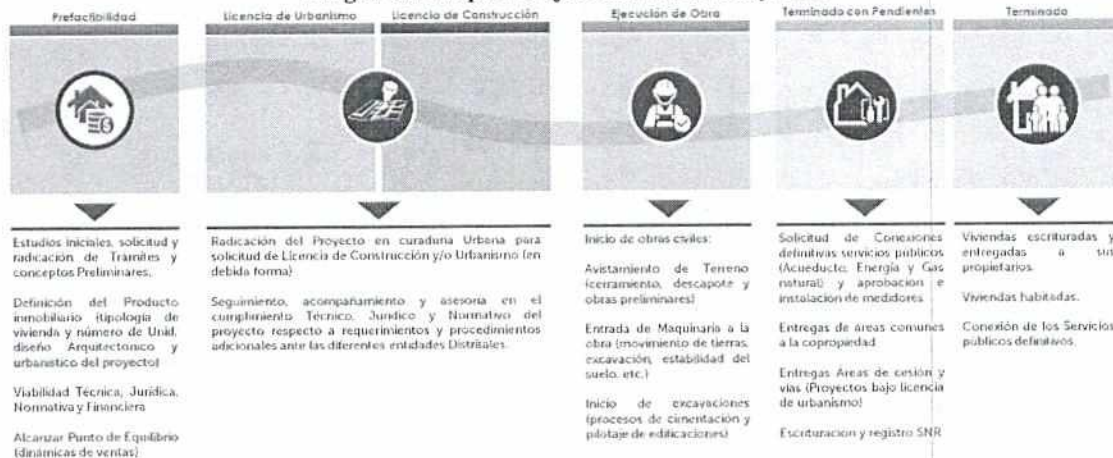 Prefactibilidad
Licencia de Urbanismo
Licencia de Construcción
Ejecución de Obra
Terminado con Pendientes
Terminado
Estudios iniciales, solicitud y
radicación de Trámites y
conceptos Preliminares.
Definición del Producto
inmobiliario (tipología de
vivienda y número de Unid,
diseño Arquitectónico y
urbanístico del proyecto)
Viabilidad Técnica, Jurídica,
Normativa y Financiera
Alcanzar Punto de Equilibrio
(dinámicas de ventas)
Radicación del Proyecto en curaduría Urbana para
solicitud de Licencia de Construcción y/o Urbanismo (en
debida forma)
Seguimiento, acompañamiento y asesoria en el
cumplimiento Técnico, Jurídico y Normativo del
proyecto respecto a requerimientos y procedimientos
adicionales ante las diferentes entidades Distritales.
Inicio de obras civiles:
Avistamiento de Terreno
(cerramiento, descapote y
obras preliminares)
Entrada de Maquinaria a la
obra (movimiento de tierras,
excavación, estabilidad del
suelo, etc.)
Inicio de excavaciones
(procesos de cimentación y
pilotaje de edificaciones)
Solicitud de Conexiones
definitivas servicios públicos
(Acueducto, Energía y Gas
natural) y aprobación e
instalación de medidores
Entregas de áreas comunes
a la copropiedad
Entregas Áreas de cesión y
vías (Proyectos bajo licencia
de urbanismo)
Escrituracion y registro SNR
Viviendas escrituradas y
entregadas a sus
propietarios.
Viviendas habitadas.
Conexión de los Servicios
públicos definitivos.